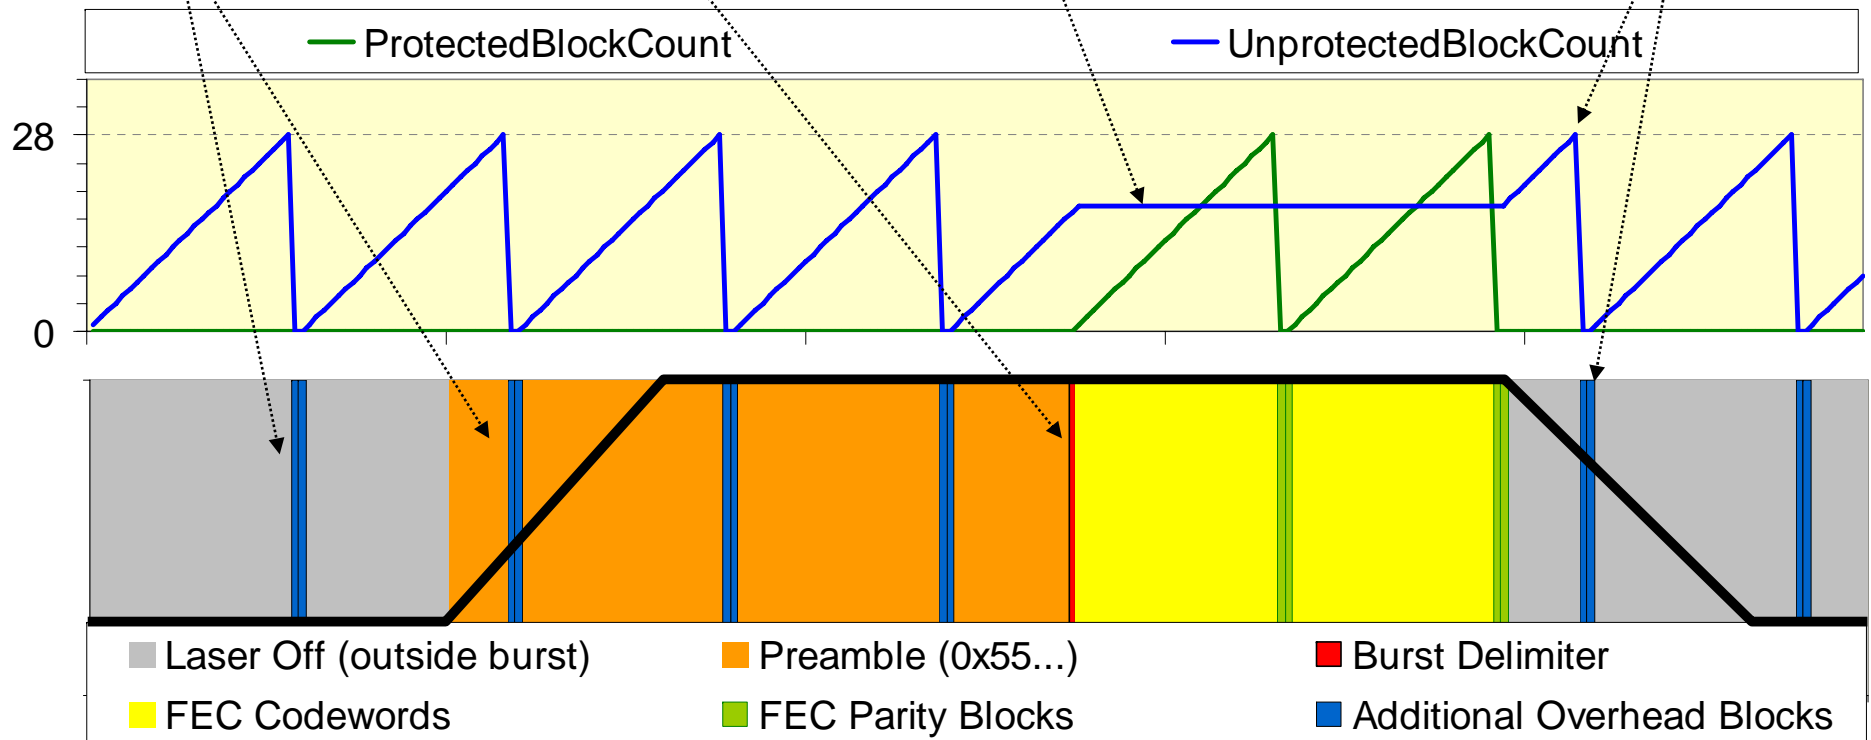 ProtectedBlockCount UnprotectedBlockCount
28
0
Laser Off (outside burst) Preamble (0x55...) Burst Delimiter
FEC Codewords FEC Parity Blocks Additional Overhead Blocks